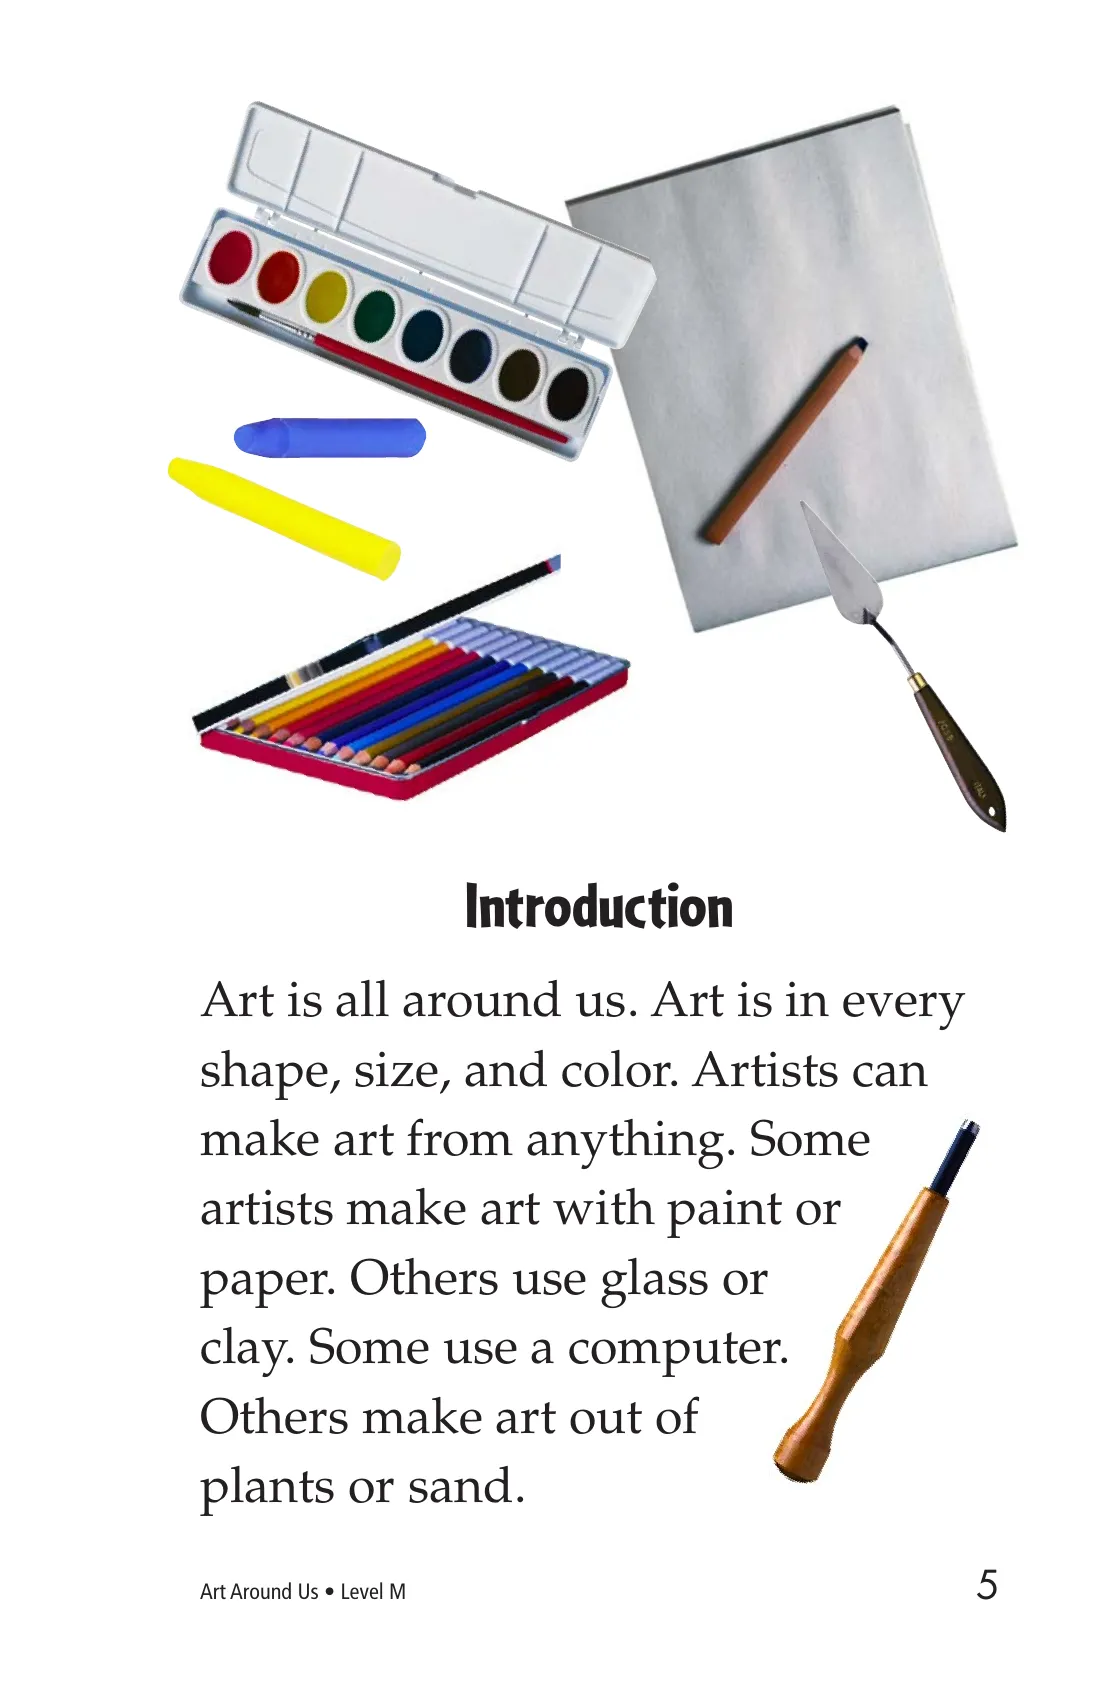 Introduction
Art is all around us. Art is in every
shape, size, and color. Artists can
make art from anything. Some
artists make art with paint or
paper. Others use glass or
clay. Some use a computer.
Others make art out of
plants or sand.
Art Around Us • Level M
5